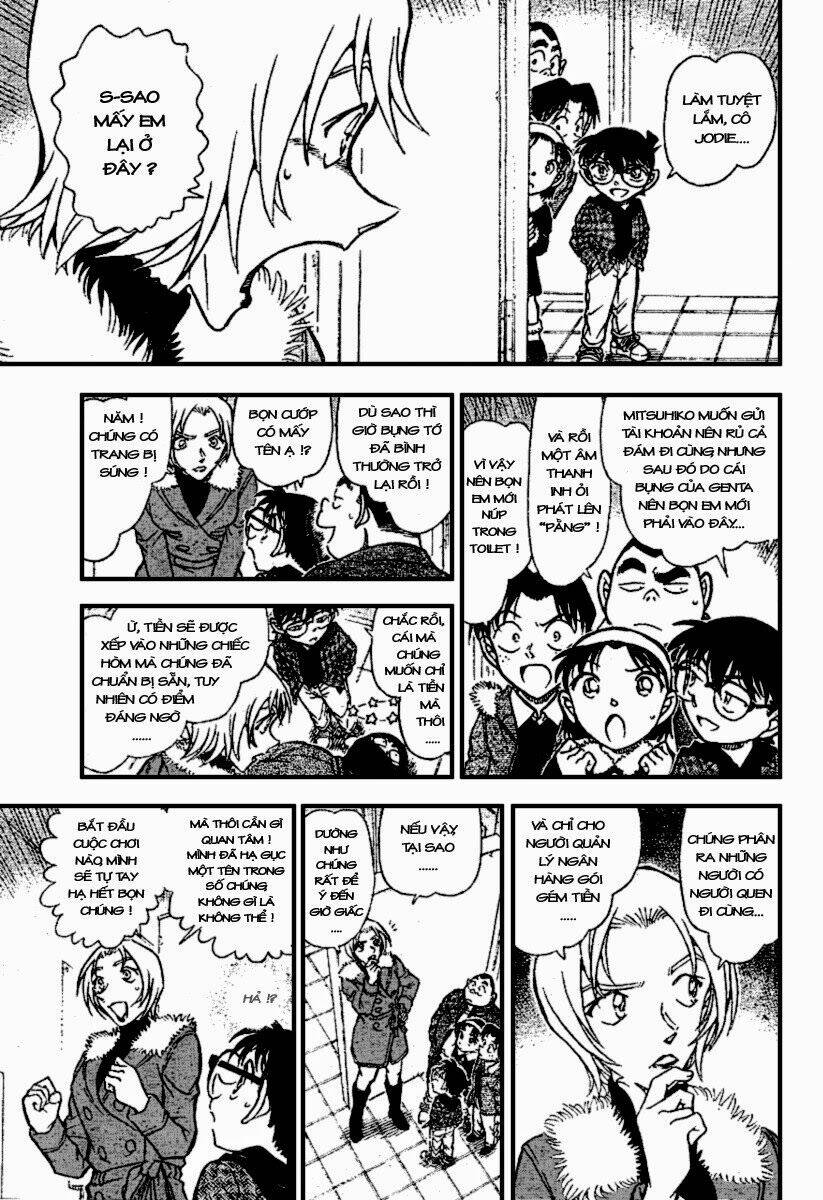 LÀM TUYỆT
LẮM, CÔ
JODIE....
S-SAO
MẤY EM
LẠI Ở
ĐÂY ?
MITSUHIKO MUỐN GỬI
TÀI KHOẢN NÊN RỦ CẢ
ĐÁM ĐI CÙNG, NHƯNG
SAU ĐÓ DO CÁI
BỤNG CỦA GENTA
NÊN BỌN EM MỚI
PHẢI VÀO ĐÂY...
VÀ RỒI
MỘT ÂM
THANH
INH ỎI
PHÁT LÊN
"PẰNG" !
VÌ VẬY
NÊN BỌN
EM MỚI
NÚP
TRONG
TOILET !
DÙ SAO THÌ
GIỜ BỤNG TỚ
ĐÃ BÌNH
THƯỜNG TRỞ
LẠI RỒI !
BỌN CƯỚP
CÓ MẤY
TÊN Ạ !?
NĂM !
CHÚNG CÓ
TRANG BỊ
SÚNG !
CHẮC RỒI,
CÁI MÀ
CHÚNG
MUỐN CHỈ
LÀ TIỀN
MÀ THÔI
......
Ừ, TIỀN SẼ ĐƯỢC
XẾP VÀO NHỮNG CHIẾC
HÒM MÀ CHÚNG ĐÃ
CHUẨN BỊ SẴN, TUY
NHIÊN CÓ ĐIỂM
ĐÁNG NGỜ
......
CHÚNG PHÂN
RA NHỮNG
NGƯỜI CÓ
NGƯỜI QUEN
ĐI CÙNG...
VÀ CHỈ CHO
NGƯỜI QUẢN
LÝ NGÂN
HÀNG GÓI
GÉM TIỀN
.....
NẾU VẬY,
TẠI SAO
......
DƯỜNG
NHƯ
CHÚNG
RẤT ĐỂ
Ý ĐẾN
GIỜ GIẤC
....
MÀ THÔI CẦN GÌ
QUAN TÂM !
MÌNH ĐÃ HẠ GỤC
MỘT TÊN TRONG
SỐ CHÚNG,
KHÔNG GÌ LÀ
KHÔNG THỂ !
BẮT ĐẦU
CUỘC CHƠI
NÀO, MÌNH
SẼ TỰ TAY
HẠ HẾT BỌN
CHÚNG !
HẢ !?